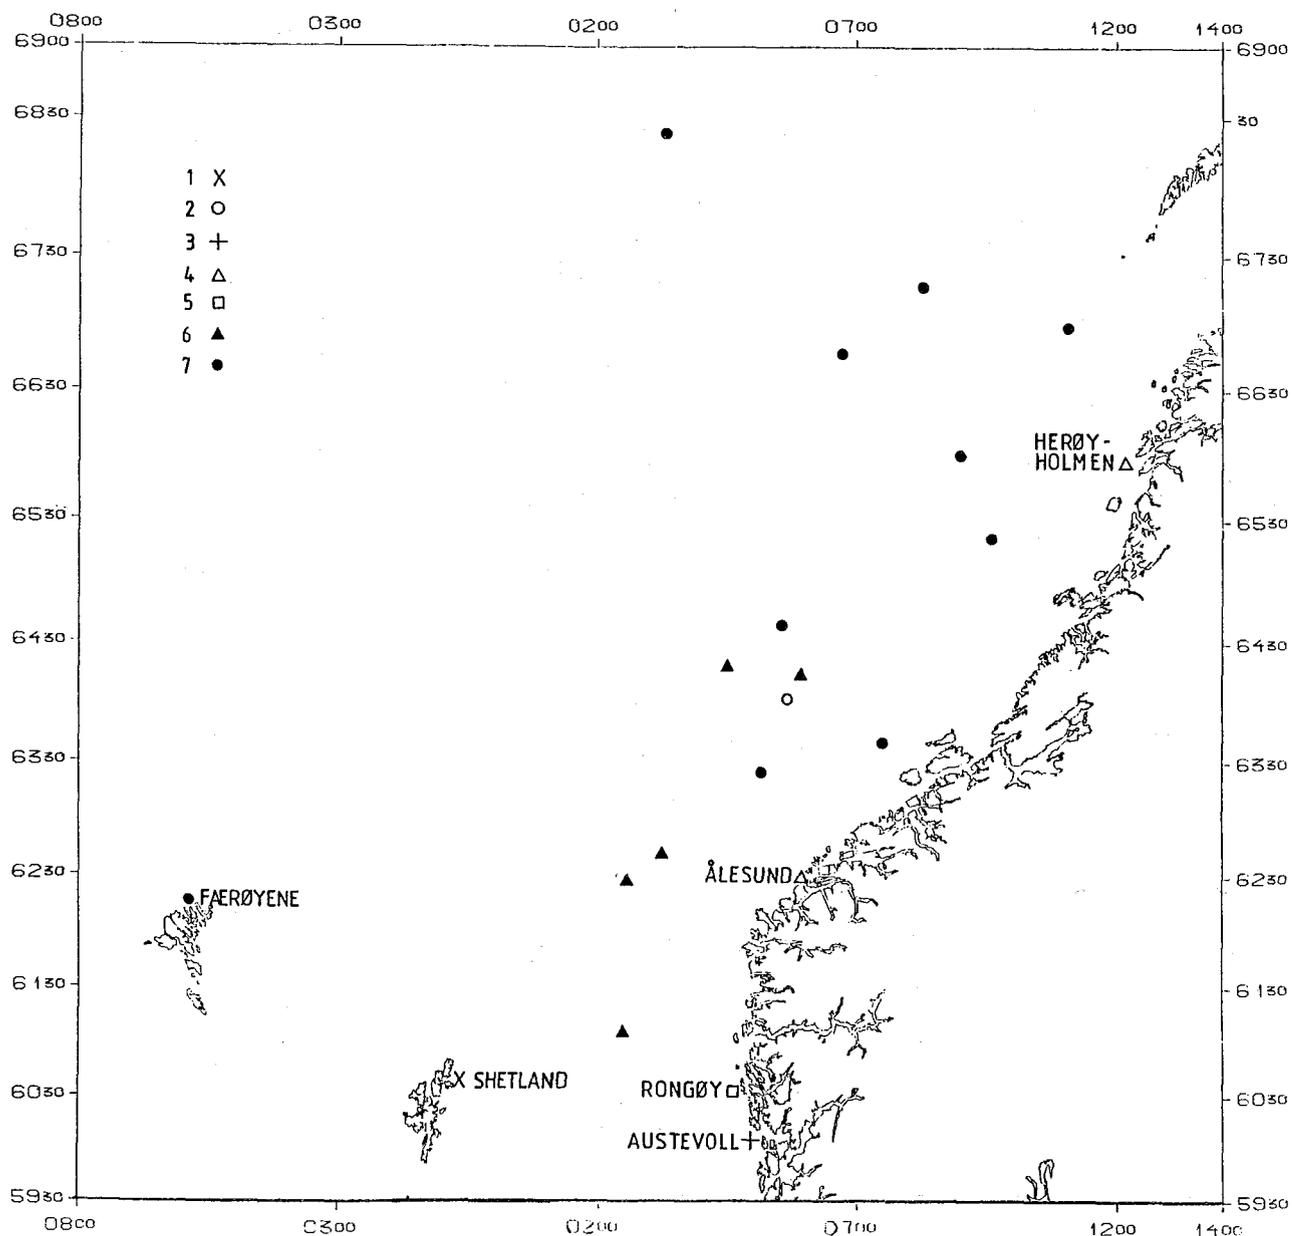 0800 0300 0200 0700 1200 1400
6900 6900
6830 30
1 X
2
3
4
5
6
7
6730 6730
6630 6630
HERØY-
HOLMEN
6530 6530
6430 6430
6330 6330
6230 ÅLESUND 6230
FÆRØYENE
6130 6130
X SHETLAND
6030 RONGØY 6030
AUSTEVOLL
5930 5930
0800 0300 0200 0700 1200 1400